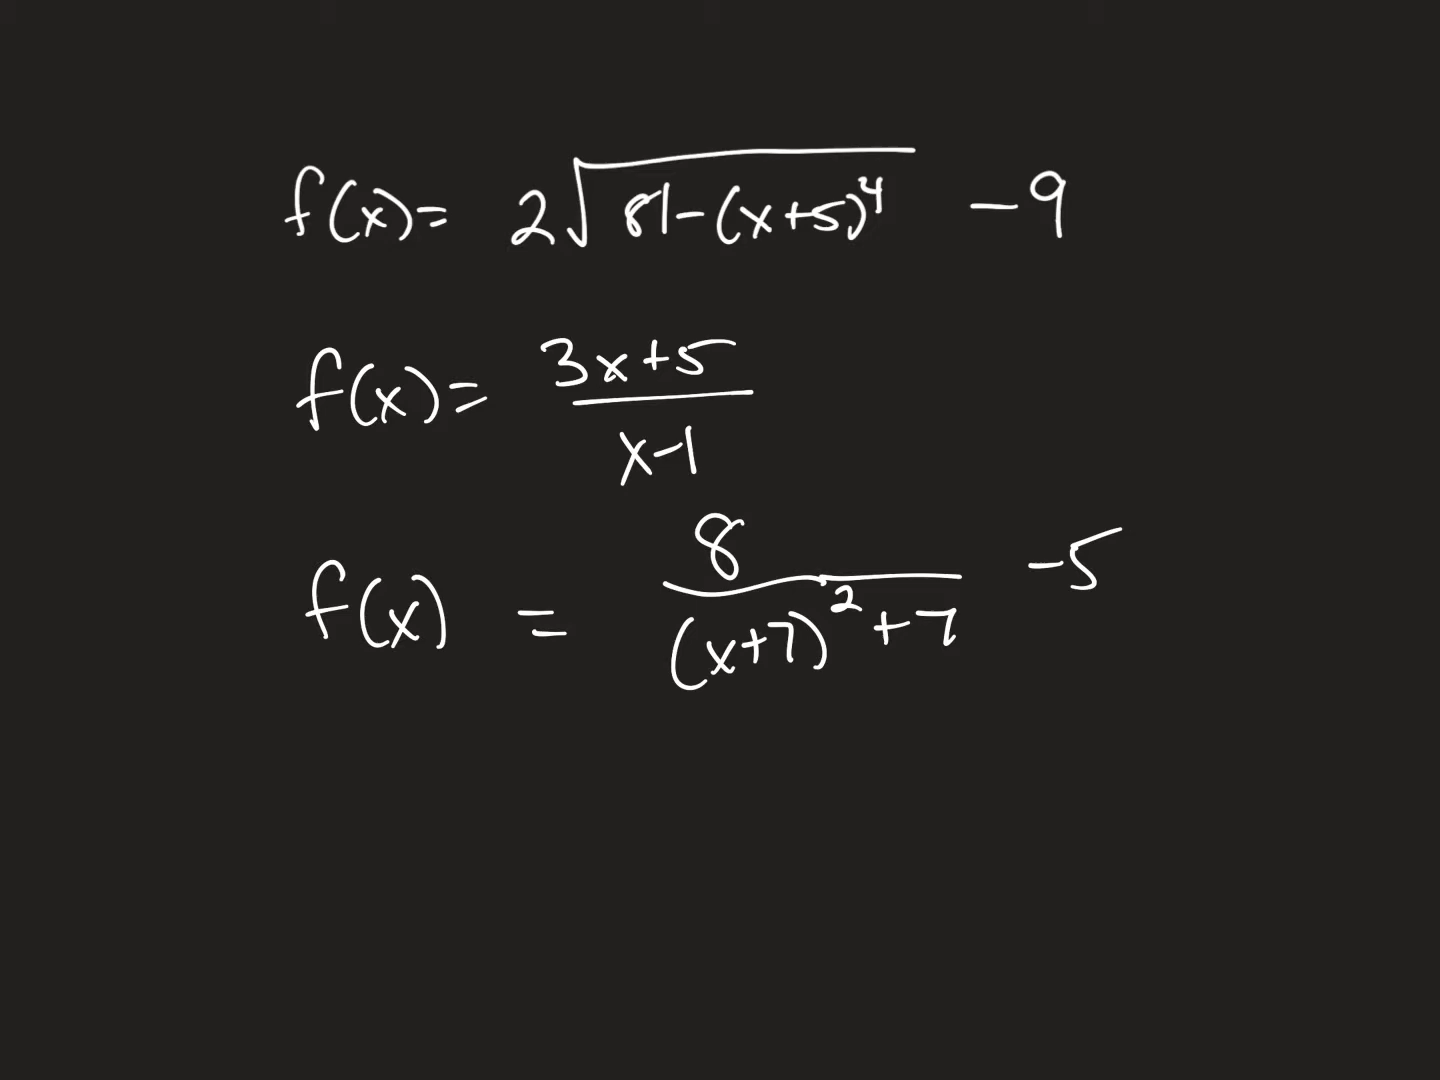 f(x) = 2√(81-(x+5)⁴) - 9
f(x) = (3x+5)/(x-1)
f(x) = 8/((x+7)²+7) - 5